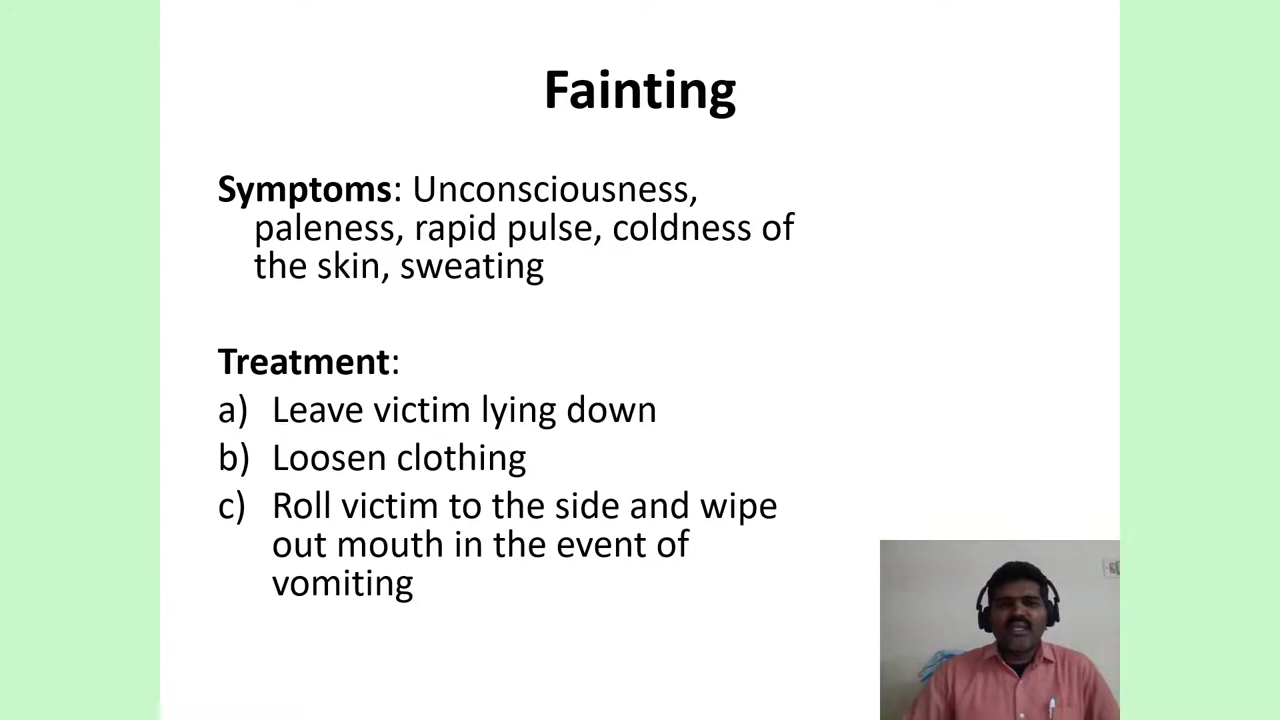 Fainting
Symptoms: Unconsciousness,
paleness, rapid pulse, coldness of
the skin, sweating
Treatment:
a) Leave victim lying down
b) Loosen clothing
c) Roll victim to the side and wipe
out mouth in the event of
vomiting